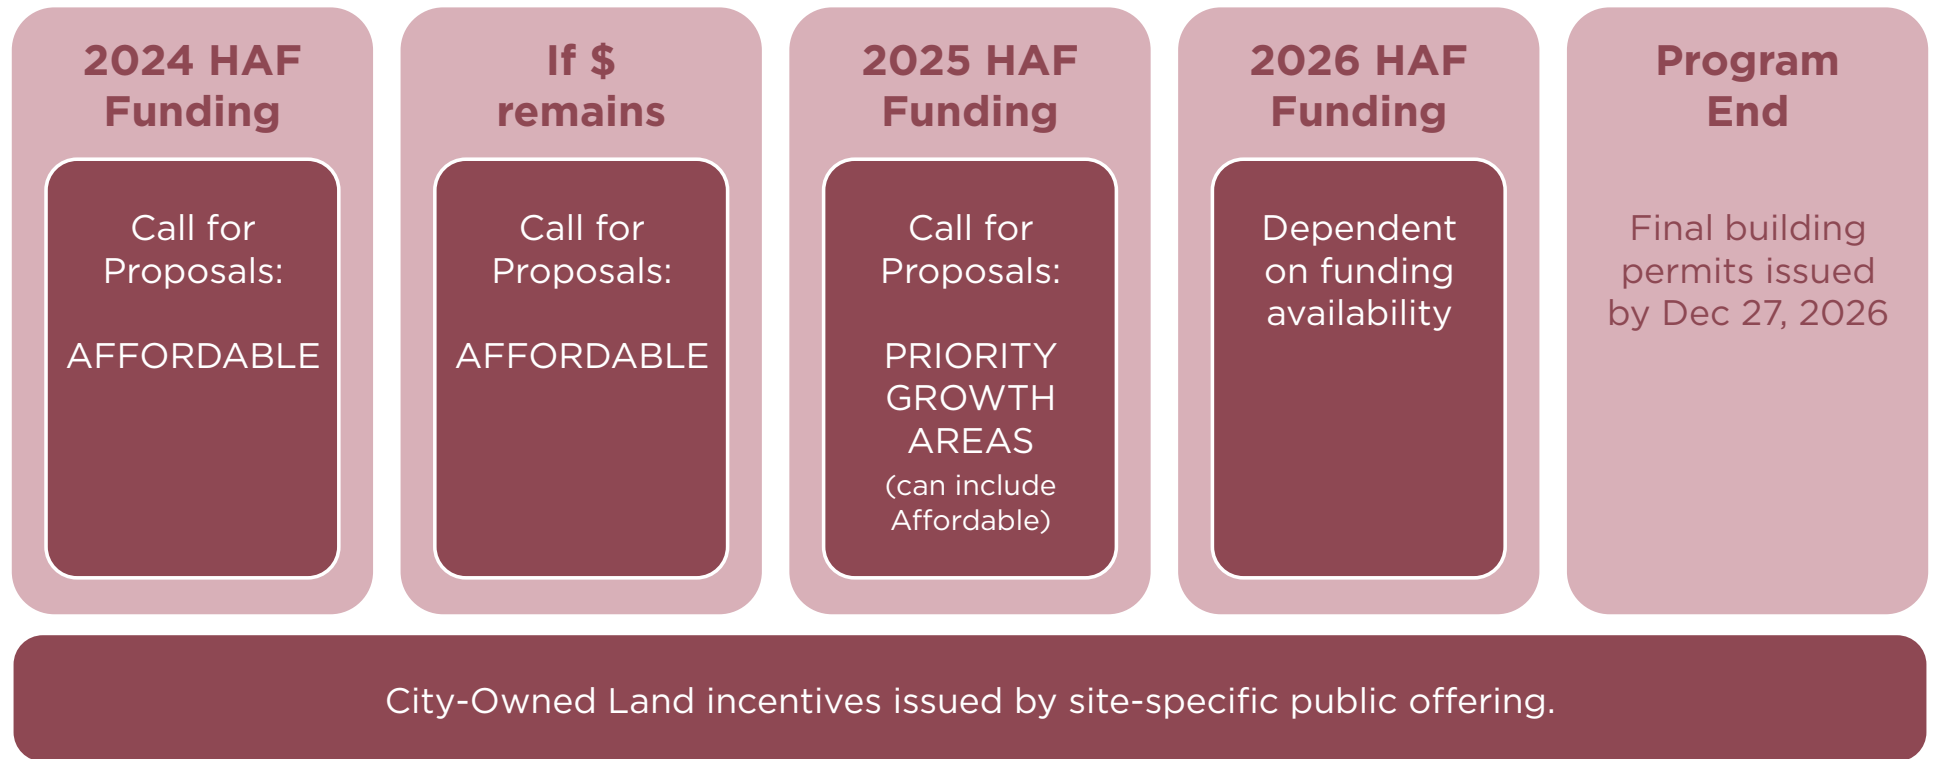 2024 HAF
Funding
Call for
Proposals:
AFFORDABLE
If $
remains
Call for
Proposals:
AFFORDABLE
2025 HAF
Funding
Call for
Proposals:
PRIORITY
GROWTH
AREAS
(can include
Affordable)
2026 HAF
Funding
Dependent
on funding
availability
Program
End
Final building
permits issued
by Dec 27, 2026
City-Owned Land incentives issued by site-specific public offering.